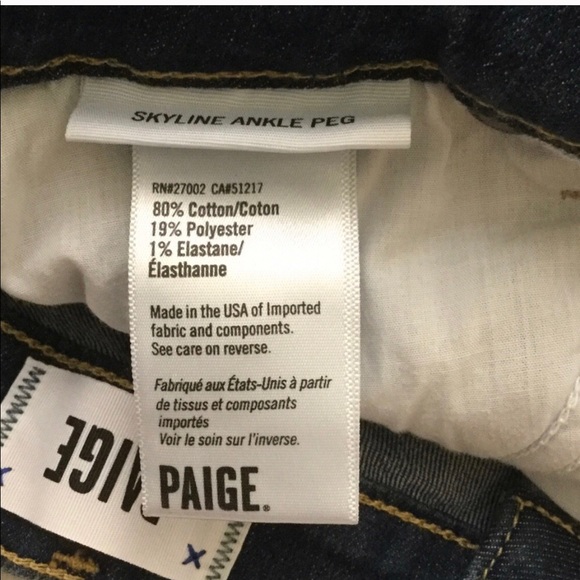 SKYLINE ANKLE PEG
RN#27002 CA#51217
80% Cotton/Coton
19% Polyester
1% Elastane/
Élasthanne
Made in the USA of Imported
fabric and components.
See care on reverse.
Fabriqué aux États-Unis à partir
de tissus et composants
importés
Voir le soin sur l'inverse.
PAIGE.
PAIGE